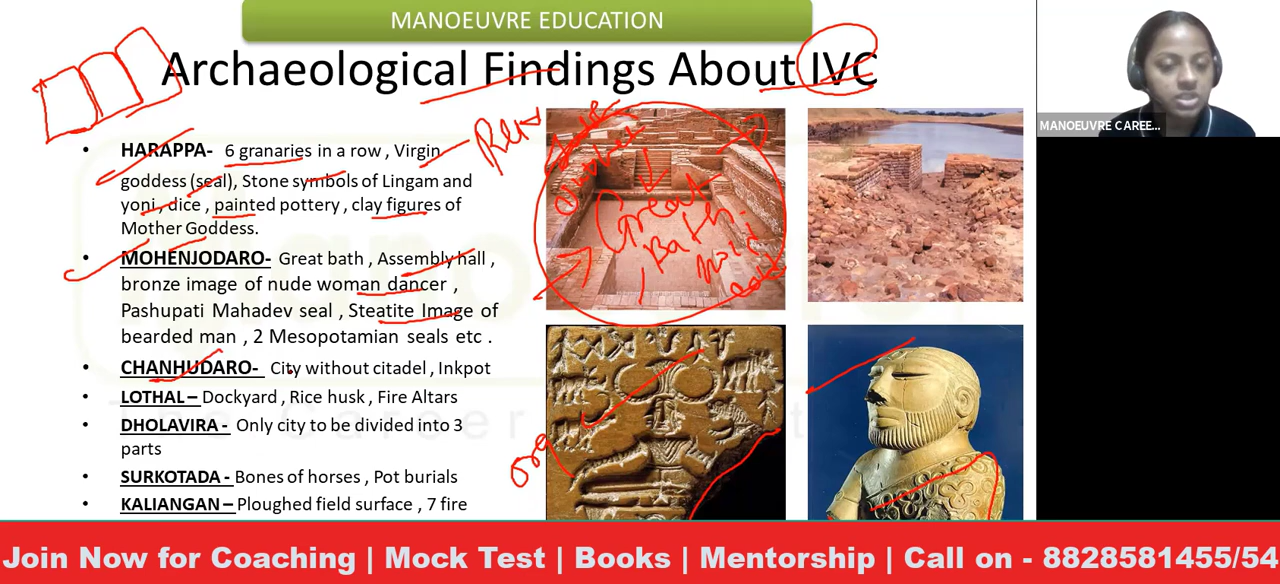 MANOEUVRE EDUCATION
Archaeological Findings About IVC
HARAPPA- 6 granaries in a row , Virgin
goddess (seal), Stone symbols of Lingam and
yoni , dice , painted pottery , clay figures of
Mother Goddess.
MOHENJODARO- Great bath , Assembly hall ,
bronze image of nude woman dancer ,
Pashupati Mahadev seal , Steatite Image of
bearded man , 2 Mesopotamian seals etc .
CHANHUDARO- City without citadel , Inkpot
LOTHAL – Dockyard , Rice husk , Fire Altars
DHOLAVIRA - Only city to be divided into 3
parts
SURKOTADA - Bones of horses , Pot burials
KALIANGAN – Ploughed field surface , 7 fire
Great
Bath
MANOEUVRE CAREE...
Join Now for Coaching | Mock Test | Books | Mentorship | Call on - 8828581455/54